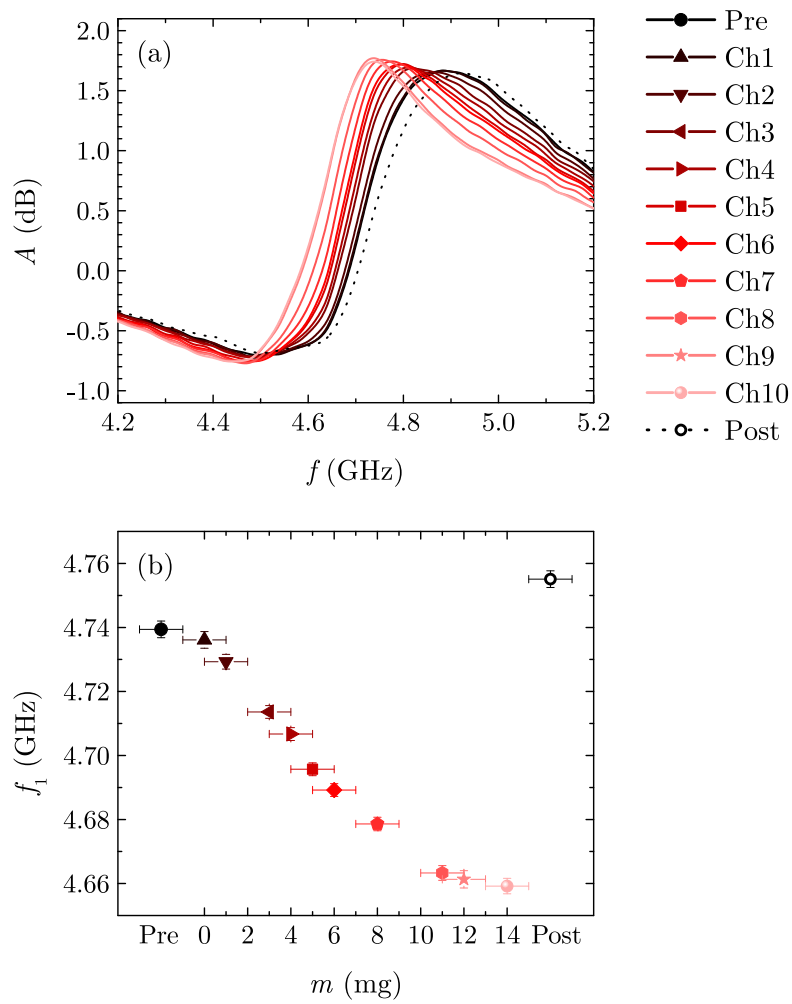 (a)
2.0
1.5
1.0
0.5
0.0
-0.5
-1.0
A (dB)
4.2 4.4 4.6 4.8 5.0 5.2
f (GHz)
Pre
Ch1
Ch2
Ch3
Ch4
Ch5
Ch6
Ch7
Ch8
Ch9
Ch10
Post
(b)
4.76
4.74
4.72
4.70
4.68
4.66
f1 (GHz)
Pre 0 2 4 6 8 10 12 14 Post
m (mg)